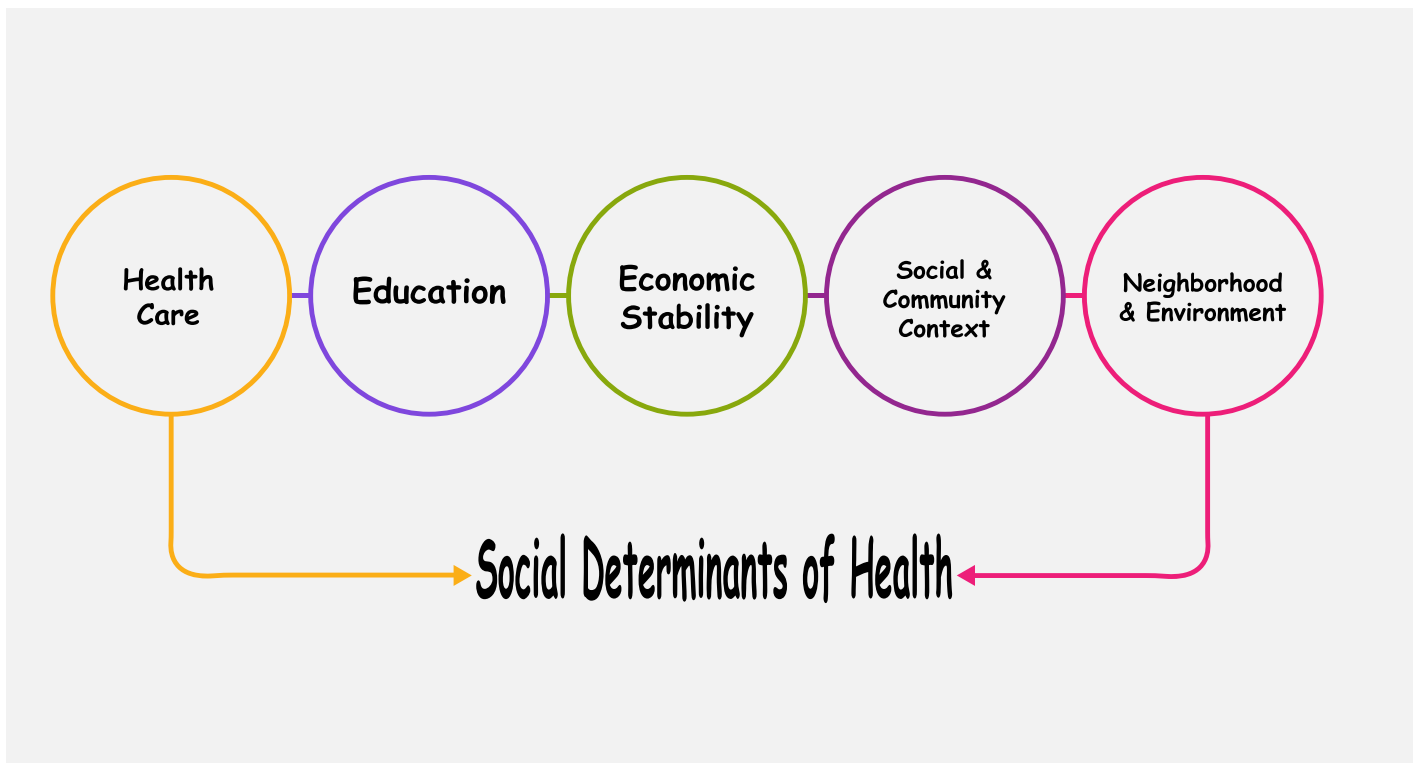 Health
Care
Education
Economic
Stability
Social &
Community
Context
Neighborhood
& Environment
Social Determinants of Health